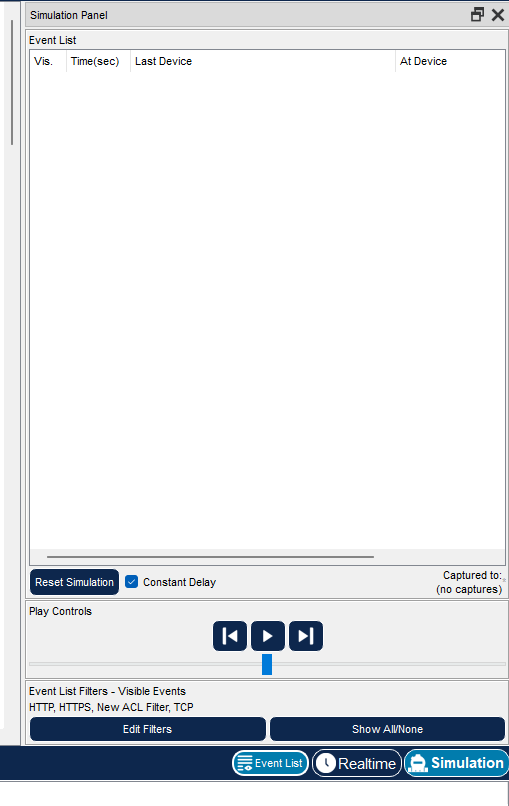 Simulation Panel
Event List
Vis. Time(sec) Last Device At Device
Reset Simulation Constant Delay Captured to:
(no captures)
Play Controls
Event List Filters - Visible Events
HTTP, HTTPS, New ACL Filter, TCP
Edit Filters Show All/None
Event List Realtime Simulation